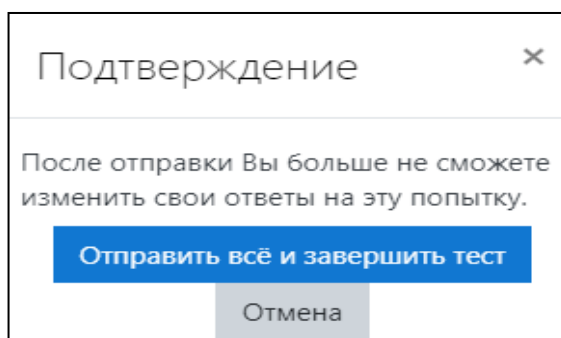 Подтверждение
×
После отправки Вы больше не сможете
изменить свои ответы на эту попытку.
Отправить всё и завершить тест
Отмена